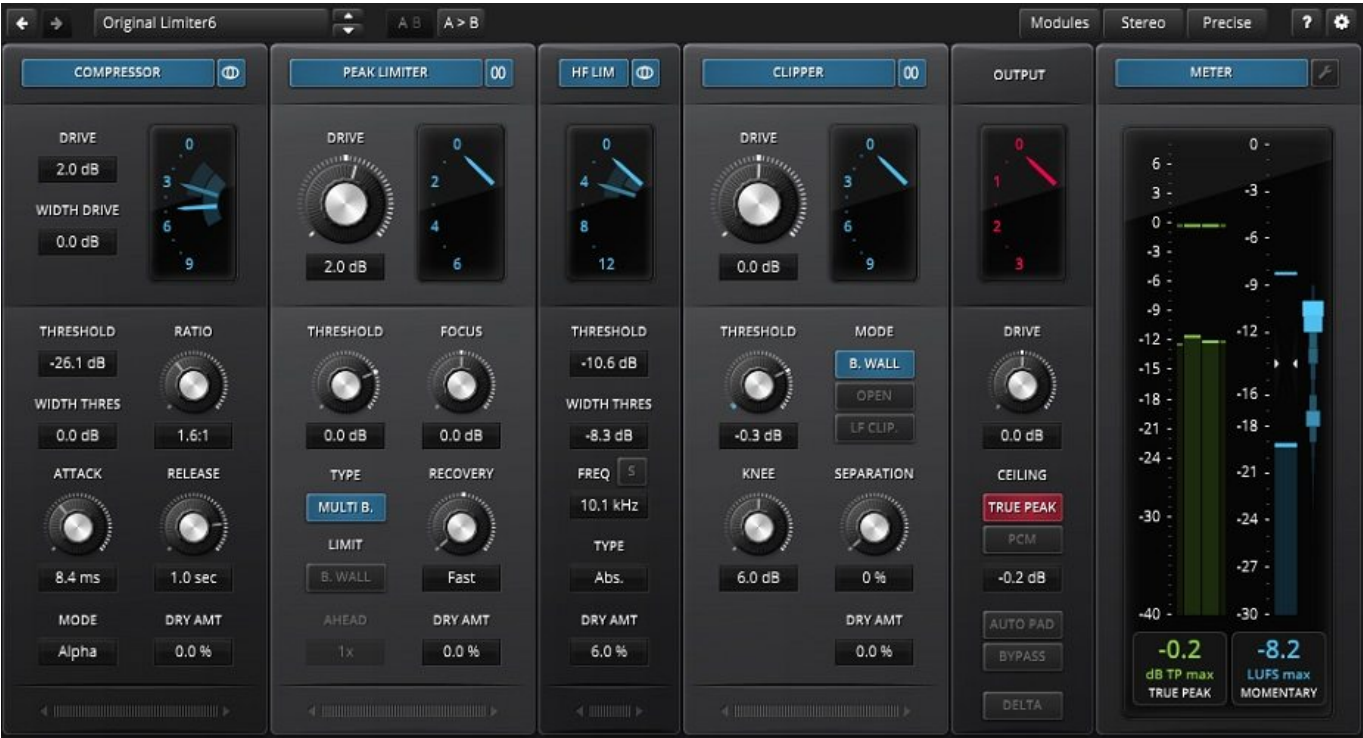 Original Limiter6
A B
A > B
Modules
Stereo
Precise
?
COMPRESSOR
DRIVE
2.0 dB
WIDTH DRIVE
0.0 dB
0
3
6
9
THRESHOLD
RATIO
-26.1 dB
WIDTH THRES
0.0 dB
1.6:1
ATTACK
RELEASE
8.4 ms
1.0 sec
MODE
DRY AMT
Alpha
0.0 %
PEAK LIMITER
DRIVE
2.0 dB
0
2
4
6
THRESHOLD
FOCUS
0.0 dB
0.0 dB
TYPE
RECOVERY
MULTI B.
LIMIT
B. WALL
Fast
AHEAD
DRY AMT
1x
0.0 %
HF LIM
0
4
8
12
THRESHOLD
-10.6 dB
WIDTH THRES
-8.3 dB
FREQ S
10.1 kHz
TYPE
Abs.
DRY AMT
6.0 %
CLIPPER
DRIVE
0.0 dB
0
3
6
9
THRESHOLD
MODE
B. WALL
OPEN
LF CLIP.
-0.3 dB
KNEE
SEPARATION
6.0 dB
0 %
DRY AMT
0.0 %
OUTPUT
0
1
2
3
DRIVE
0.0 dB
CEILING
TRUE PEAK
PCM
-0.2 dB
AUTO PAD
BYPASS
DELTA
METER
6 -
3 -
0 -
-3 -
-6 -
-9 -
-12 -
-15 -
-18 -
-21 -
-24 -
-30 -
-40 -
0 -
-3 -
-6 -
-9 -
-12 -
-16 -
-18 -
-21 -
-24 -
-27 -
-30 -
-0.2
dB TP max
TRUE PEAK
-8.2
LUFS max
MOMENTARY